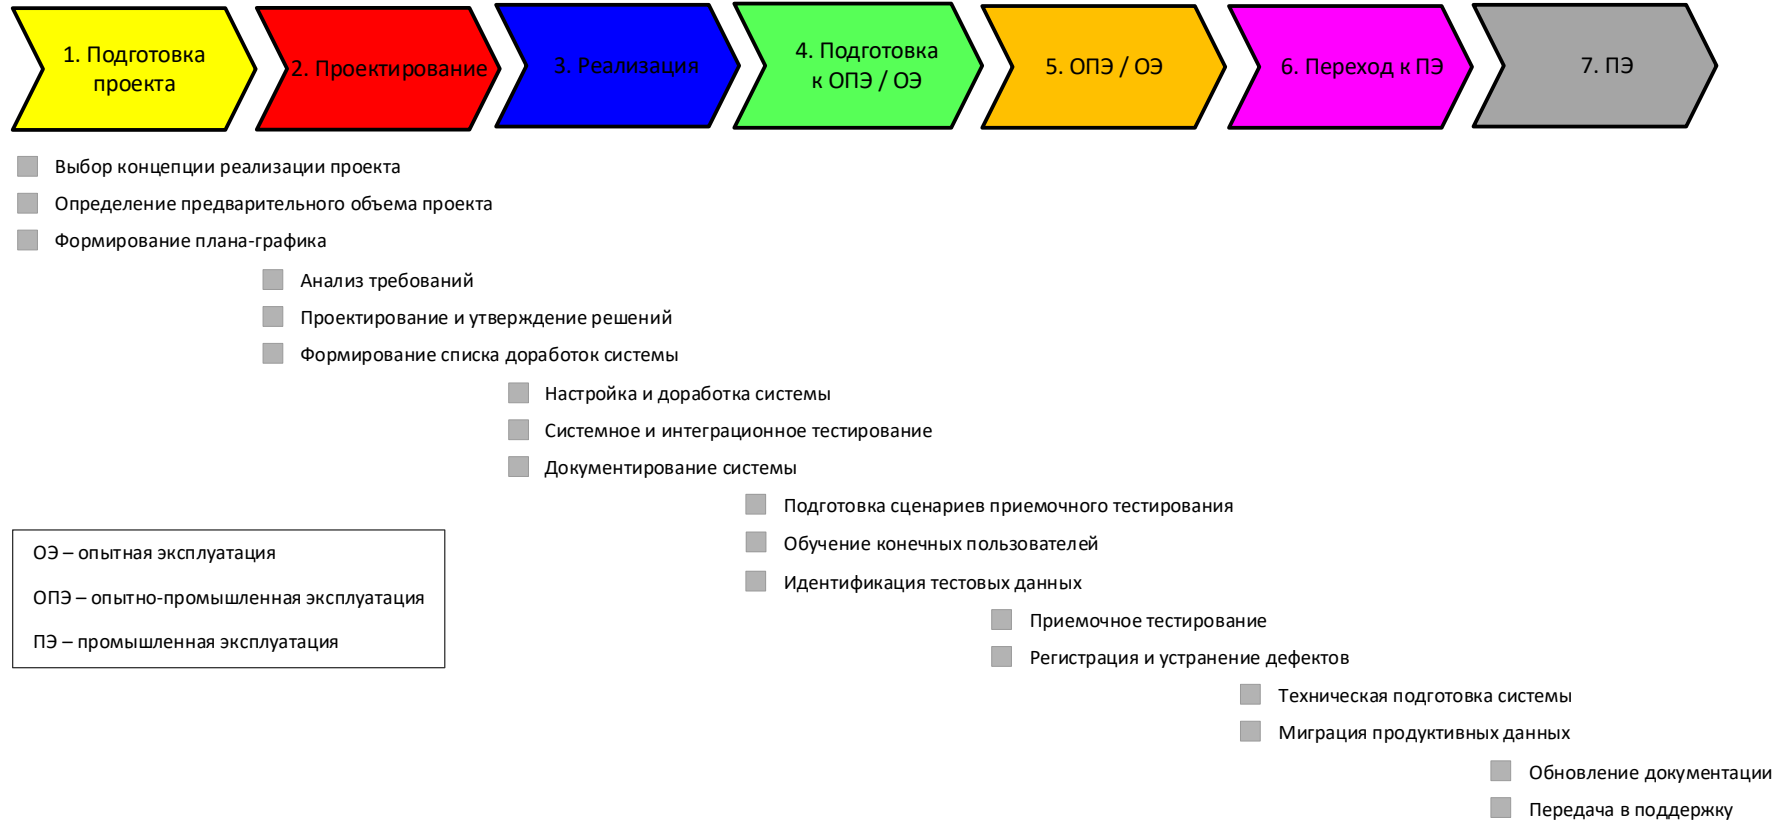 1. Подготовка
проекта
2. Проектирование
3. Реализация
4. Подготовка
к ОПЭ / ОЭ
5. ОПЭ / ОЭ
6. Переход к ПЭ
7. ПЭ
Выбор концепции реализации проекта
Определение предварительного объема проекта
Формирование плана-графика
Анализ требований
Проектирование и утверждение решений
Формирование списка доработок системы
Настройка и доработка системы
Системное и интеграционное тестирование
Документирование системы
Подготовка сценариев приемочного тестирования
Обучение конечных пользователей
Идентификация тестовых данных
ОЭ – опытная эксплуатация
ОПЭ – опытно-промышленная эксплуатация
ПЭ – промышленная эксплуатация
Приемочное тестирование
Регистрация и устранение дефектов
Техническая подготовка системы
Миграция продуктивных данных
Обновление документации
Передача в поддержку